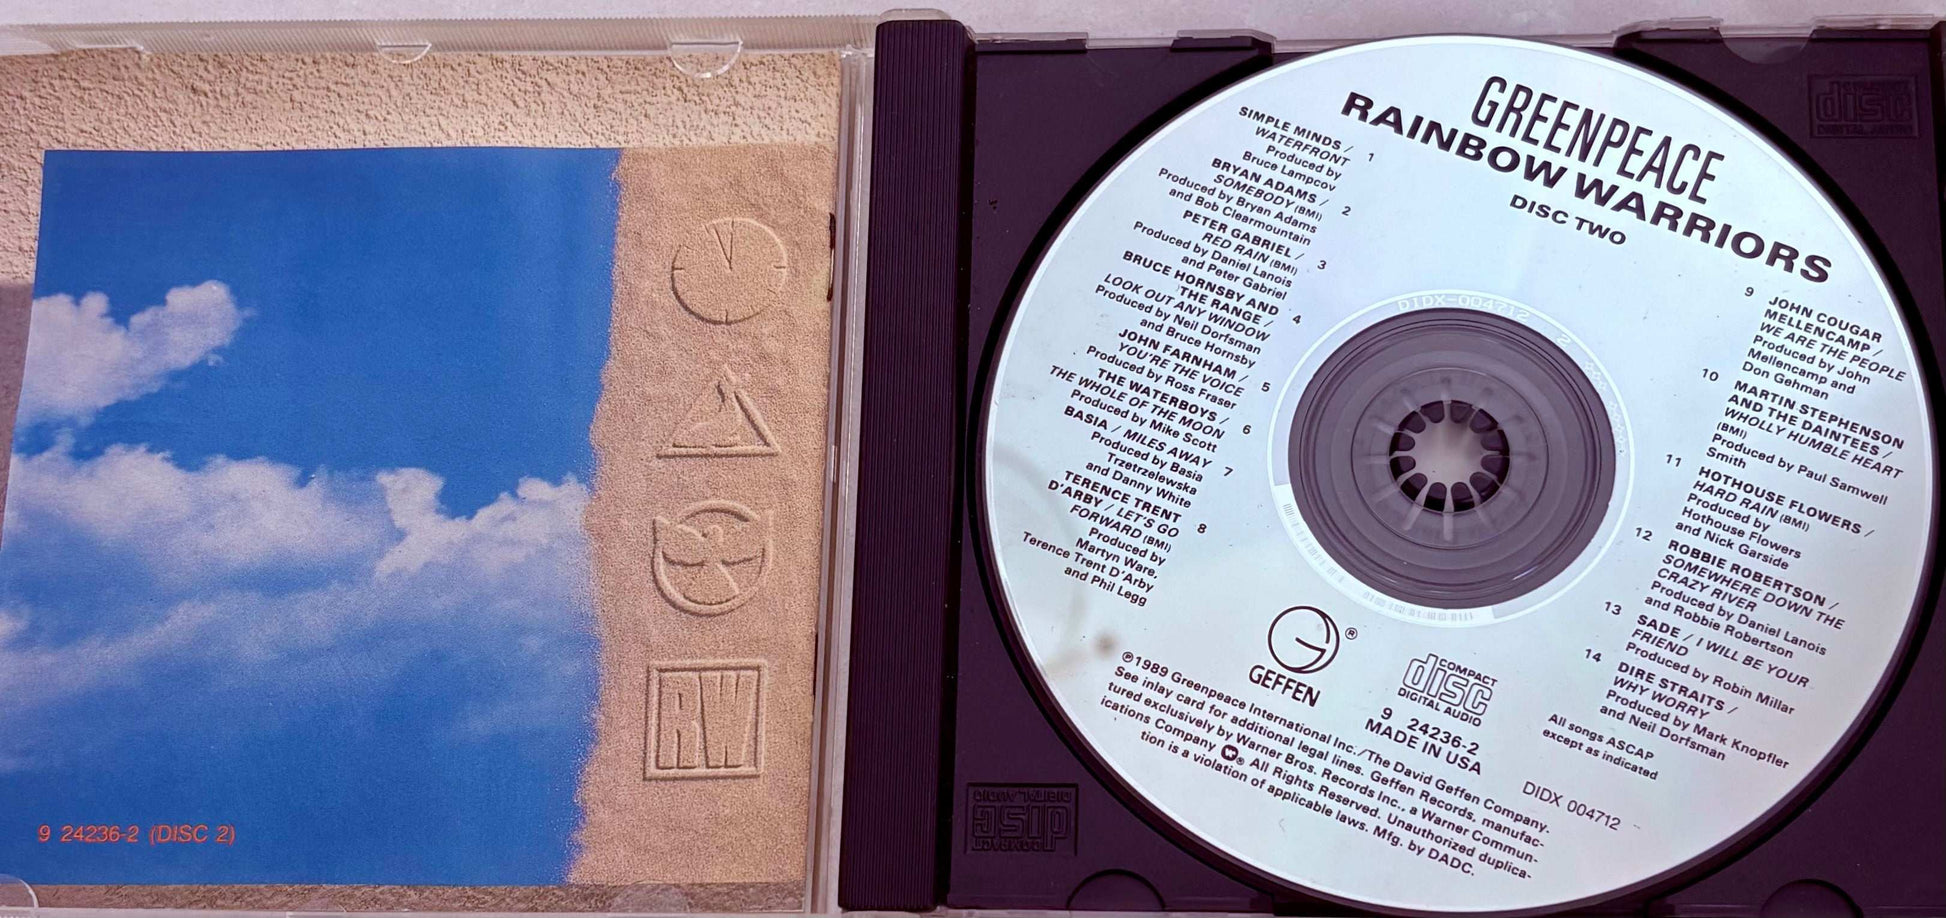 RW
9 24236-2 (DISC 2)
GREENPEACE
RAINBOW WARRIORS
DISC TWO
SIMPLE MINDS / 1
WATERFRONT
Produced by
Bruce Lampcov
BRYAN ADAMS / 2
SOMEBODY (BMI)
Produced by Bryan Adams
and Bob Clearmountain
PETER GABRIEL / 3
RED RAIN (BMI)
Produced by Daniel Lanois
and Peter Gabriel
BRUCE HORNSBY AND 4
THE RANGE /
LOOK OUT ANY WINDOW
Produced by Neil Dorfsman
and Bruce Hornsby
JOHN FARNHAM / 5
YOU'RE THE VOICE
Produced by Ross Fraser
THE WATERBOYS / 6
THE WHOLE OF THE MOON
Produced by Mike Scott
BASIA / MILES AWAY 7
Produced by Basia
Trzetrzelewska
and Danny White
TERENCE TRENT 8
D'ARBY / LET'S GO
FORWARD (BMI)
Produced by
Martyn Ware,
Terence Trent D'Arby
and Phil Legg
9 JOHN COUGAR
MELLENCAMP /
WE ARE THE PEOPLE
Produced by John
Mellencamp and
Don Gehman
10 MARTIN STEPHENSON
AND THE DAINTEES /
WHOLLY HUMBLE HEART
(BMI)
Produced by Paul Samwell
Smith
11 HOTHOUSE FLOWERS /
HARD RAIN (BMI)
Produced by
Hothouse Flowers
and Nick Garside
12 ROBBIE ROBERTSON /
SOMEWHERE DOWN THE
CRAZY RIVER
Produced by Daniel Lanois
and Robbie Robertson
13 SADE / I WILL BE YOUR
FRIEND
Produced by Robin Millar
14 DIRE STRAITS /
WHY WORRY
Produced by Mark Knopfler
and Neil Dorfsman
All songs ASCAP
except as indicated
DIDX 004712
GEFFEN ®
COMPACT
disc
DIGITAL AUDIO
9 24236-2
MADE IN USA
℗1989 Greenpeace International Inc./The David Geffen Company.
See inlay card for additional legal lines. Geffen Records, manufac-
tured exclusively by Warner Bros. Records Inc., a Warner Commun-
ications Company ® All Rights Reserved. Unauthorized duplica-
tion is a violation of applicable laws. Mfg. by DADC.
DIDX-004712 2
COMPACT
disc
DIGITAL AUDIO
COMPACT
disc
DIGITAL AUDIO